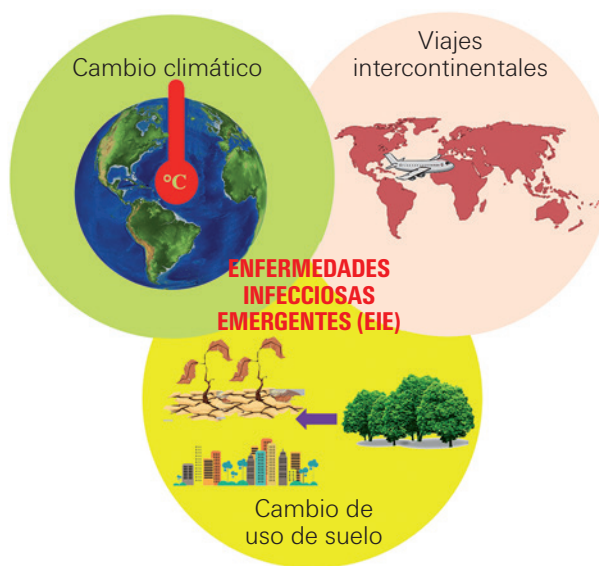 Cambio climático
Viajes
intercontinentales
°C
ENFERMEDADES
INFECCIOSAS
EMERGENTES (EIE)
Cambio de
uso de suelo